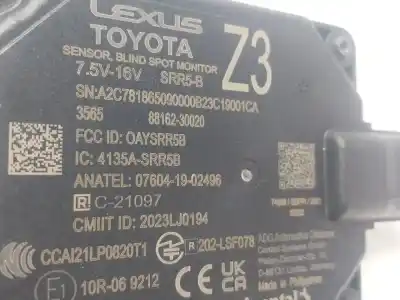 LEXUS
TOYOTA
Z3
SENSOR, BLIND SPOT MONITOR
7.5V-16V SRR5-B
SN:A2C781865090000B23C19001CA
3565 88162-30020
FCC ID: OAYSRR5B
IC: 4135A-SRR5B
ANATEL: 07604-19-02496
R C-21097
CMIIT ID: 2023LJ0194
CCAI21LP0820T1
R 202-LSF078
E1 10R-06 9212
CE UK CA